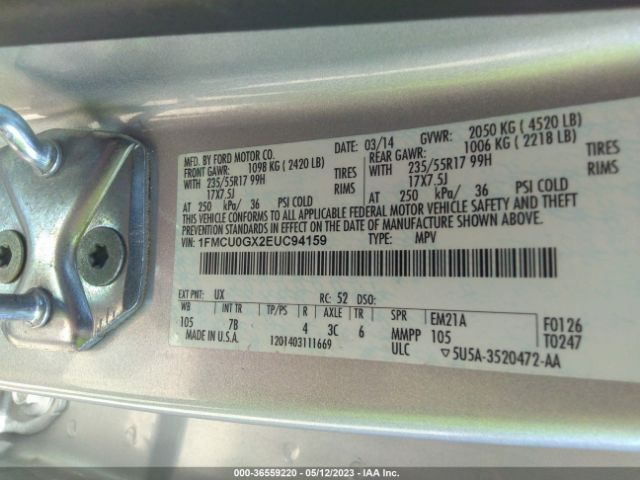 MFD. BY FORD MOTOR CO.
DATE: 03/14 GVWR: 2050 KG ( 4520 LB)
FRONT GAWR: 1098 KG ( 2420 LB)
REAR GAWR: 1006 KG ( 2218 LB)
WITH 235/55R17 99H TIRES
WITH 235/55R17 99H TIRES
17X7.5J RIMS
17X7.5J RIMS
AT 250 kPa/ 36 PSI COLD
AT 250 kPa/ 36 PSI COLD
THIS VEHICLE CONFORMS TO ALL APPLICABLE FEDERAL MOTOR VEHICLE SAFETY AND THEFT
PREVENTION STANDARDS IN EFFECT ON THE DATE OF MANUFACTURE SHOWN ABOVE.
VIN: 1FMCU0GX2EUC94159 TYPE: MPV
EXT PNT: UX RC: 52 DSO:
WB INT TR TP/PS R AXLE TR SPR
105 7B 4 3C 6 EM21A
MADE IN U.S.A. 1201403111669
MMPP 105
ULC 5U5A-3520472-AA
F0126
T0247
000-36559220 - 05/12/2023 - IAA Inc.